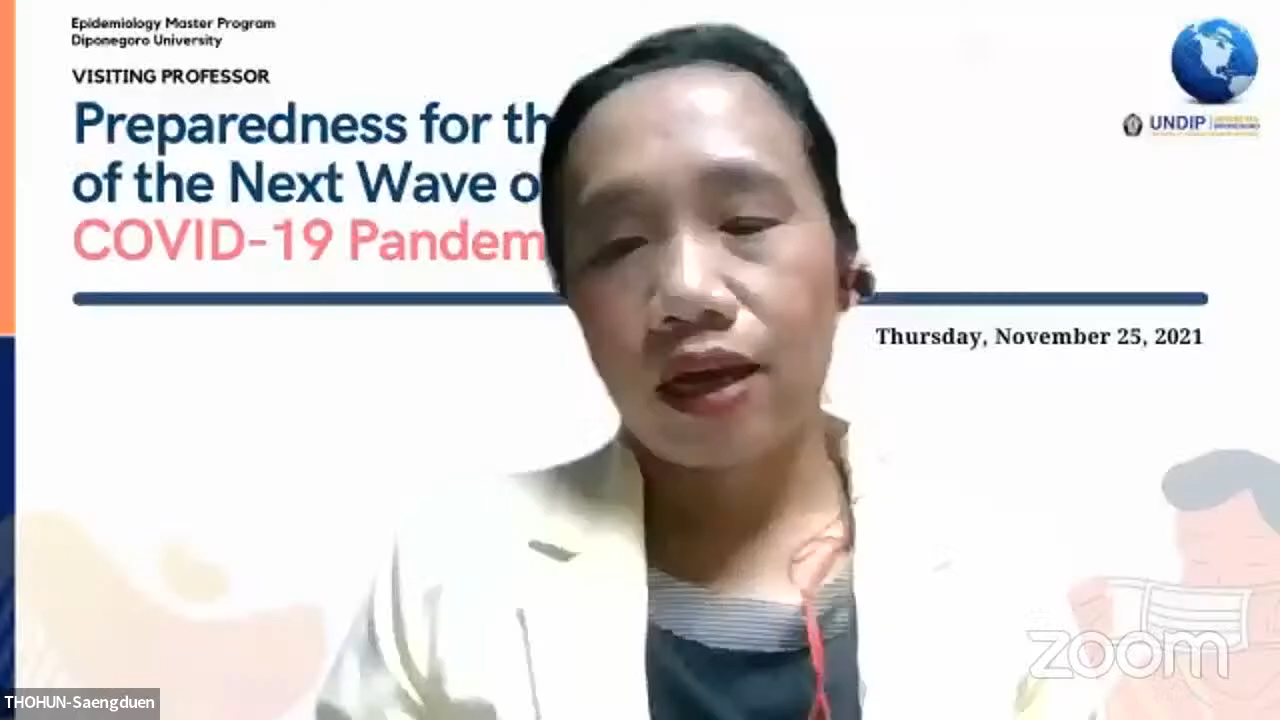 Epidemiology Master Program
Diponegoro University
VISITING PROFESSOR
Preparedness for th
of the Next Wave o
COVID-19 Pandem
UNDIP
Thursday, November 25, 2021
zoom
THOHUN-Saengduen